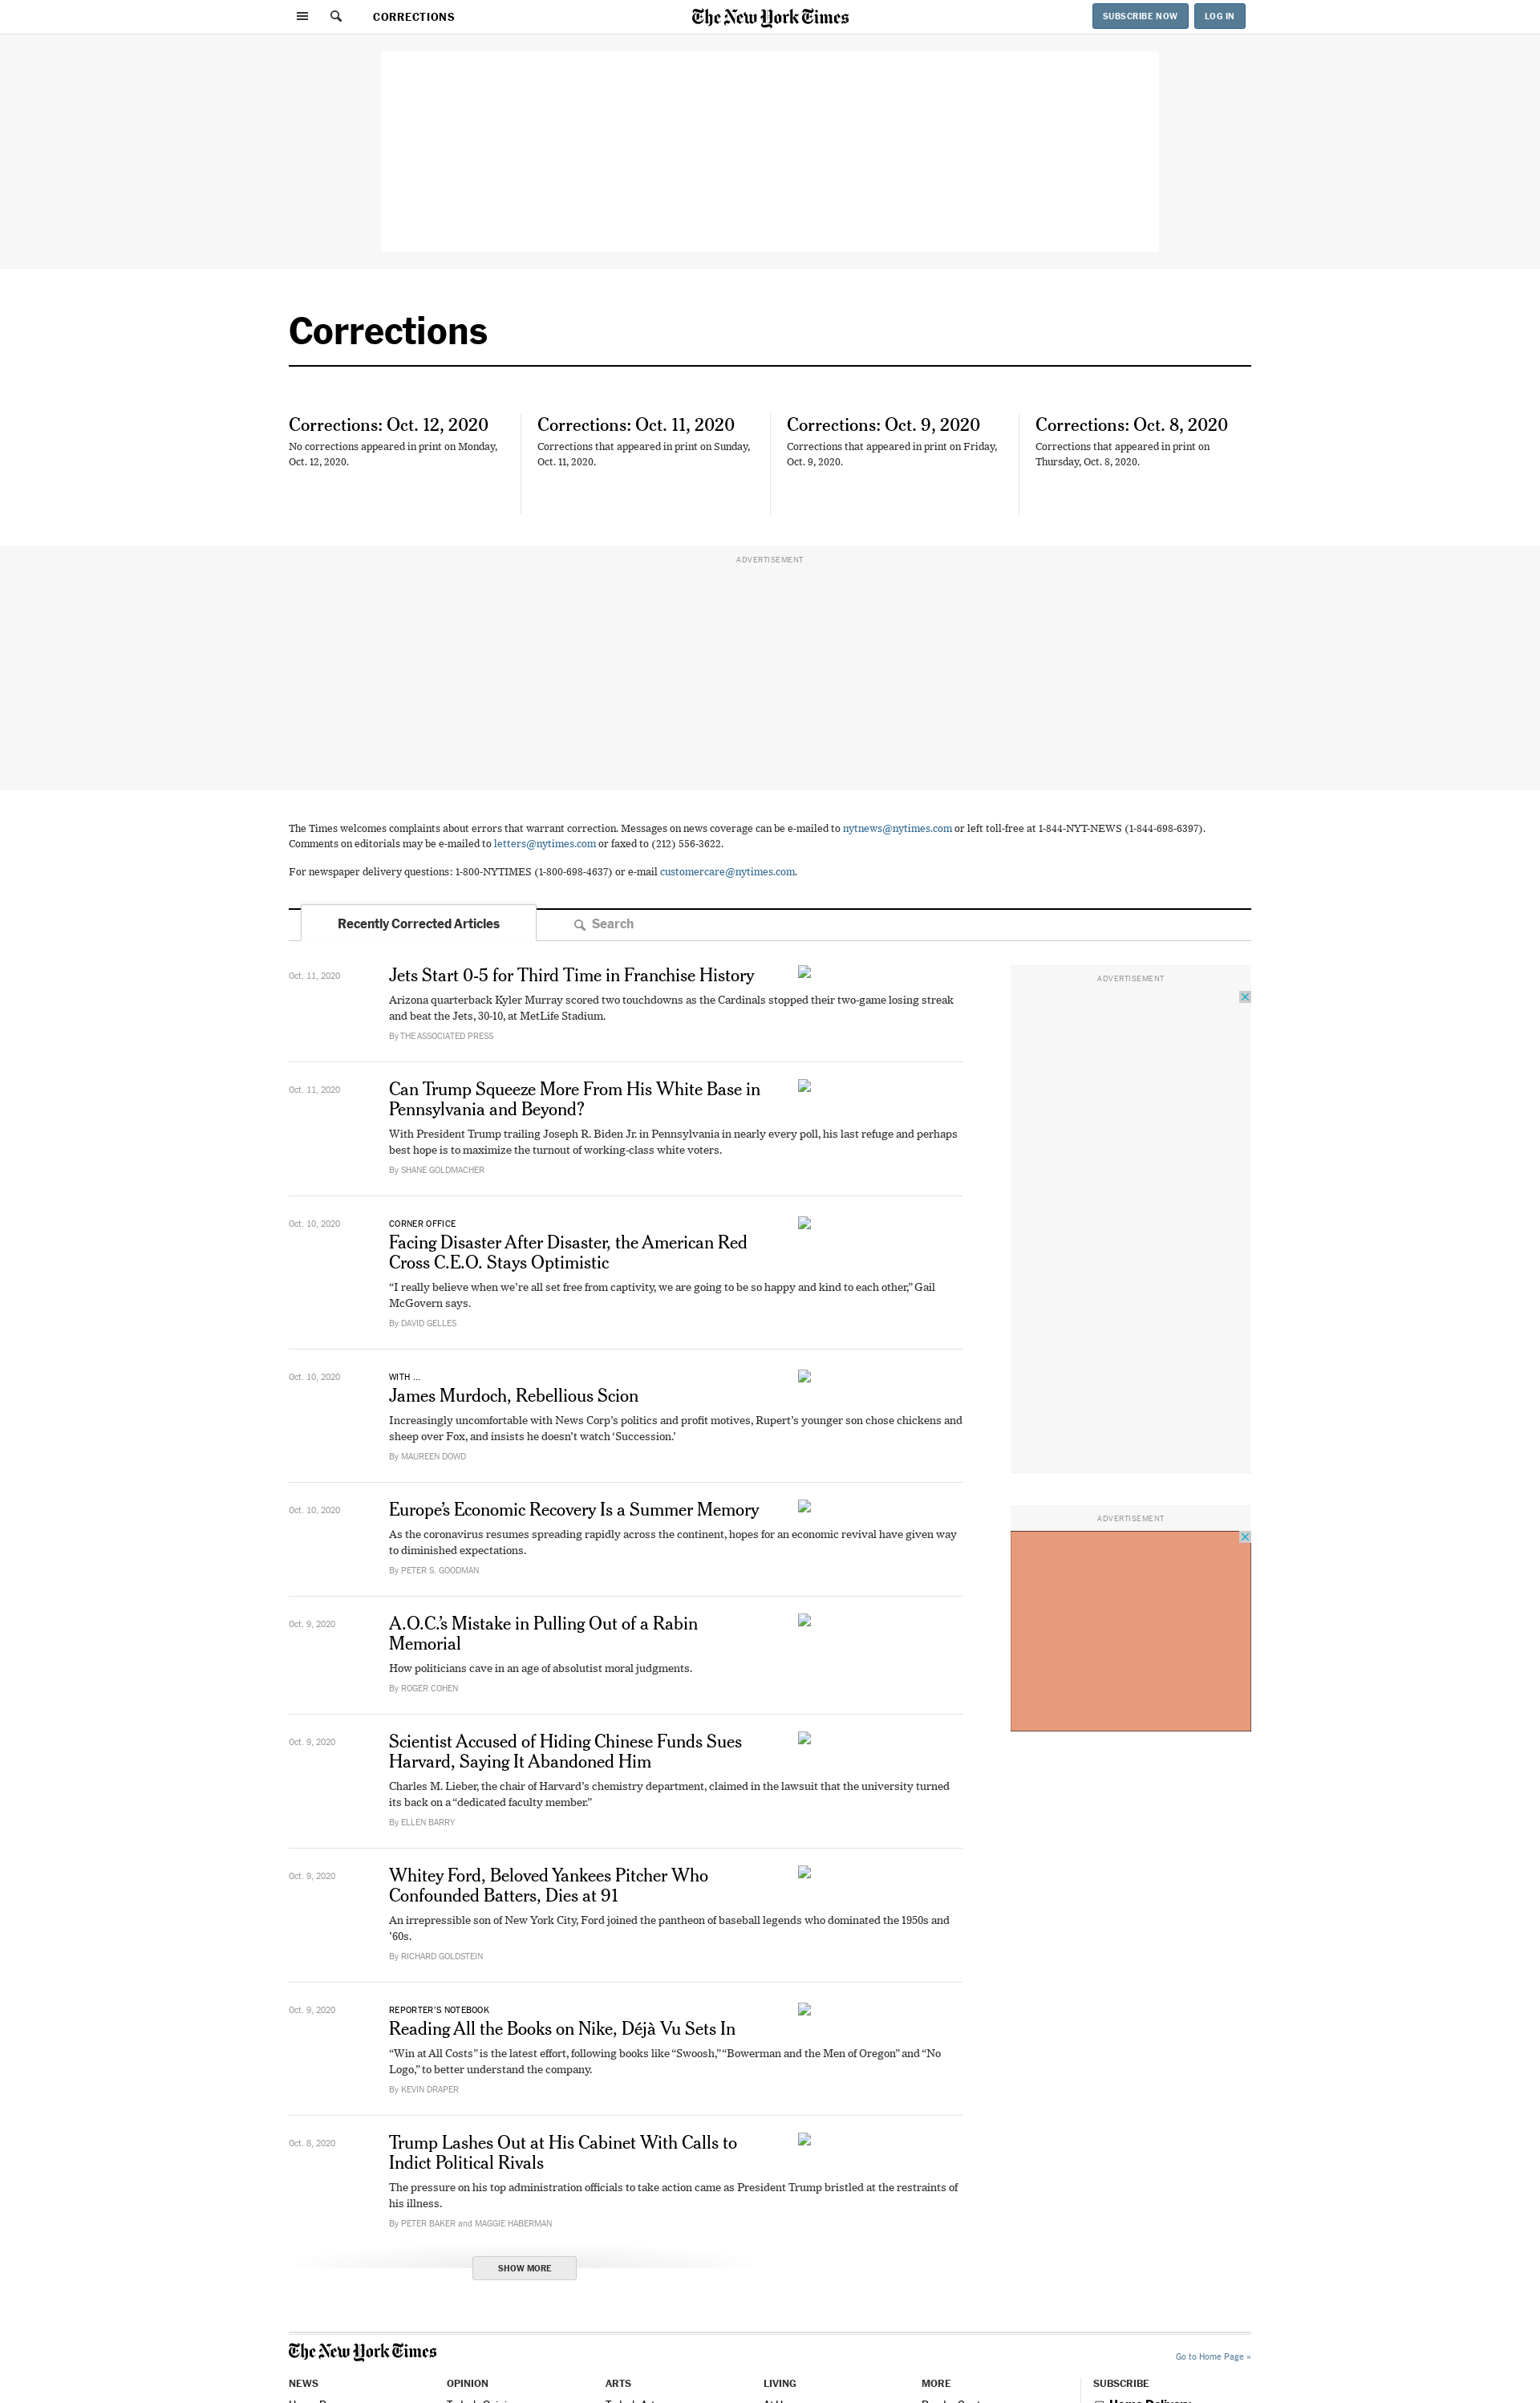 CORRECTIONS
The New York Times
SUBSCRIBE NOW
LOG IN
Corrections
Corrections: Oct. 12, 2020
No corrections appeared in print on Monday,
Oct. 12, 2020.
Corrections: Oct. 11, 2020
Corrections that appeared in print on Sunday,
Oct. 11, 2020.
Corrections: Oct. 9, 2020
Corrections that appeared in print on Friday,
Oct. 9, 2020.
Corrections: Oct. 8, 2020
Corrections that appeared in print on
Thursday, Oct. 8, 2020.
ADVERTISEMENT
The Times welcomes complaints about errors that warrant correction. Messages on news coverage can be e-mailed to nytnews@nytimes.com or left toll-free at 1-844-NYT-NEWS (1-844-698-6397).
Comments on editorials may be e-mailed to letters@nytimes.com or faxed to (212) 556-3622.
For newspaper delivery questions: 1-800-NYTIMES (1-800-698-4637) or e-mail customercare@nytimes.com.
Recently Corrected Articles
Search
Oct. 11, 2020
Jets Start 0-5 for Third Time in Franchise History
Arizona quarterback Kyler Murray scored two touchdowns as the Cardinals stopped their two-game losing streak
and beat the Jets, 30-10, at MetLife Stadium.
By THE ASSOCIATED PRESS
Oct. 11, 2020
Can Trump Squeeze More From His White Base in
Pennsylvania and Beyond?
With President Trump trailing Joseph R. Biden Jr. in Pennsylvania in nearly every poll, his last refuge and perhaps
best hope is to maximize the turnout of working-class white voters.
By SHANE GOLDMACHER
Oct. 10, 2020
CORNER OFFICE
Facing Disaster After Disaster, the American Red
Cross C.E.O. Stays Optimistic
“I really believe when we’re all set free from captivity, we are going to be so happy and kind to each other,” Gail
McGovern says.
By DAVID GELLES
Oct. 10, 2020
WITH ...
James Murdoch, Rebellious Scion
Increasingly uncomfortable with News Corp’s politics and profit motives, Rupert’s younger son chose chickens and
sheep over Fox, and insists he doesn’t watch ‘Succession.’
By MAUREEN DOWD
Oct. 10, 2020
Europe’s Economic Recovery Is a Summer Memory
As the coronavirus resumes spreading rapidly across the continent, hopes for an economic revival have given way
to diminished expectations.
By PETER S. GOODMAN
Oct. 9, 2020
A.O.C.’s Mistake in Pulling Out of a Rabin
Memorial
How politicians cave in an age of absolutist moral judgments.
By ROGER COHEN
Oct. 9, 2020
Scientist Accused of Hiding Chinese Funds Sues
Harvard, Saying It Abandoned Him
Charles M. Lieber, the chair of Harvard’s chemistry department, claimed in the lawsuit that the university turned
its back on a “dedicated faculty member.”
By ELLEN BARRY
Oct. 9, 2020
Whitey Ford, Beloved Yankees Pitcher Who
Confounded Batters, Dies at 91
An irrepressible son of New York City, Ford joined the pantheon of baseball legends who dominated the 1950s and
’60s.
By RICHARD GOLDSTEIN
Oct. 9, 2020
REPORTER’S NOTEBOOK
Reading All the Books on Nike, Déjà Vu Sets In
“Win at All Costs” is the latest effort, following books like “Swoosh,” “Bowerman and the Men of Oregon” and “No
Logo,” to better understand the company.
By KEVIN DRAPER
Oct. 8, 2020
Trump Lashes Out at His Cabinet With Calls to
Indict Political Rivals
The pressure on his top administration officials to take action came as President Trump bristled at the restraints of
his illness.
By PETER BAKER and MAGGIE HABERMAN
SHOW MORE
ADVERTISEMENT
ADVERTISEMENT
The New York Times
Go to Home Page »
NEWS
OPINION
ARTS
LIVING
MORE
SUBSCRIBE